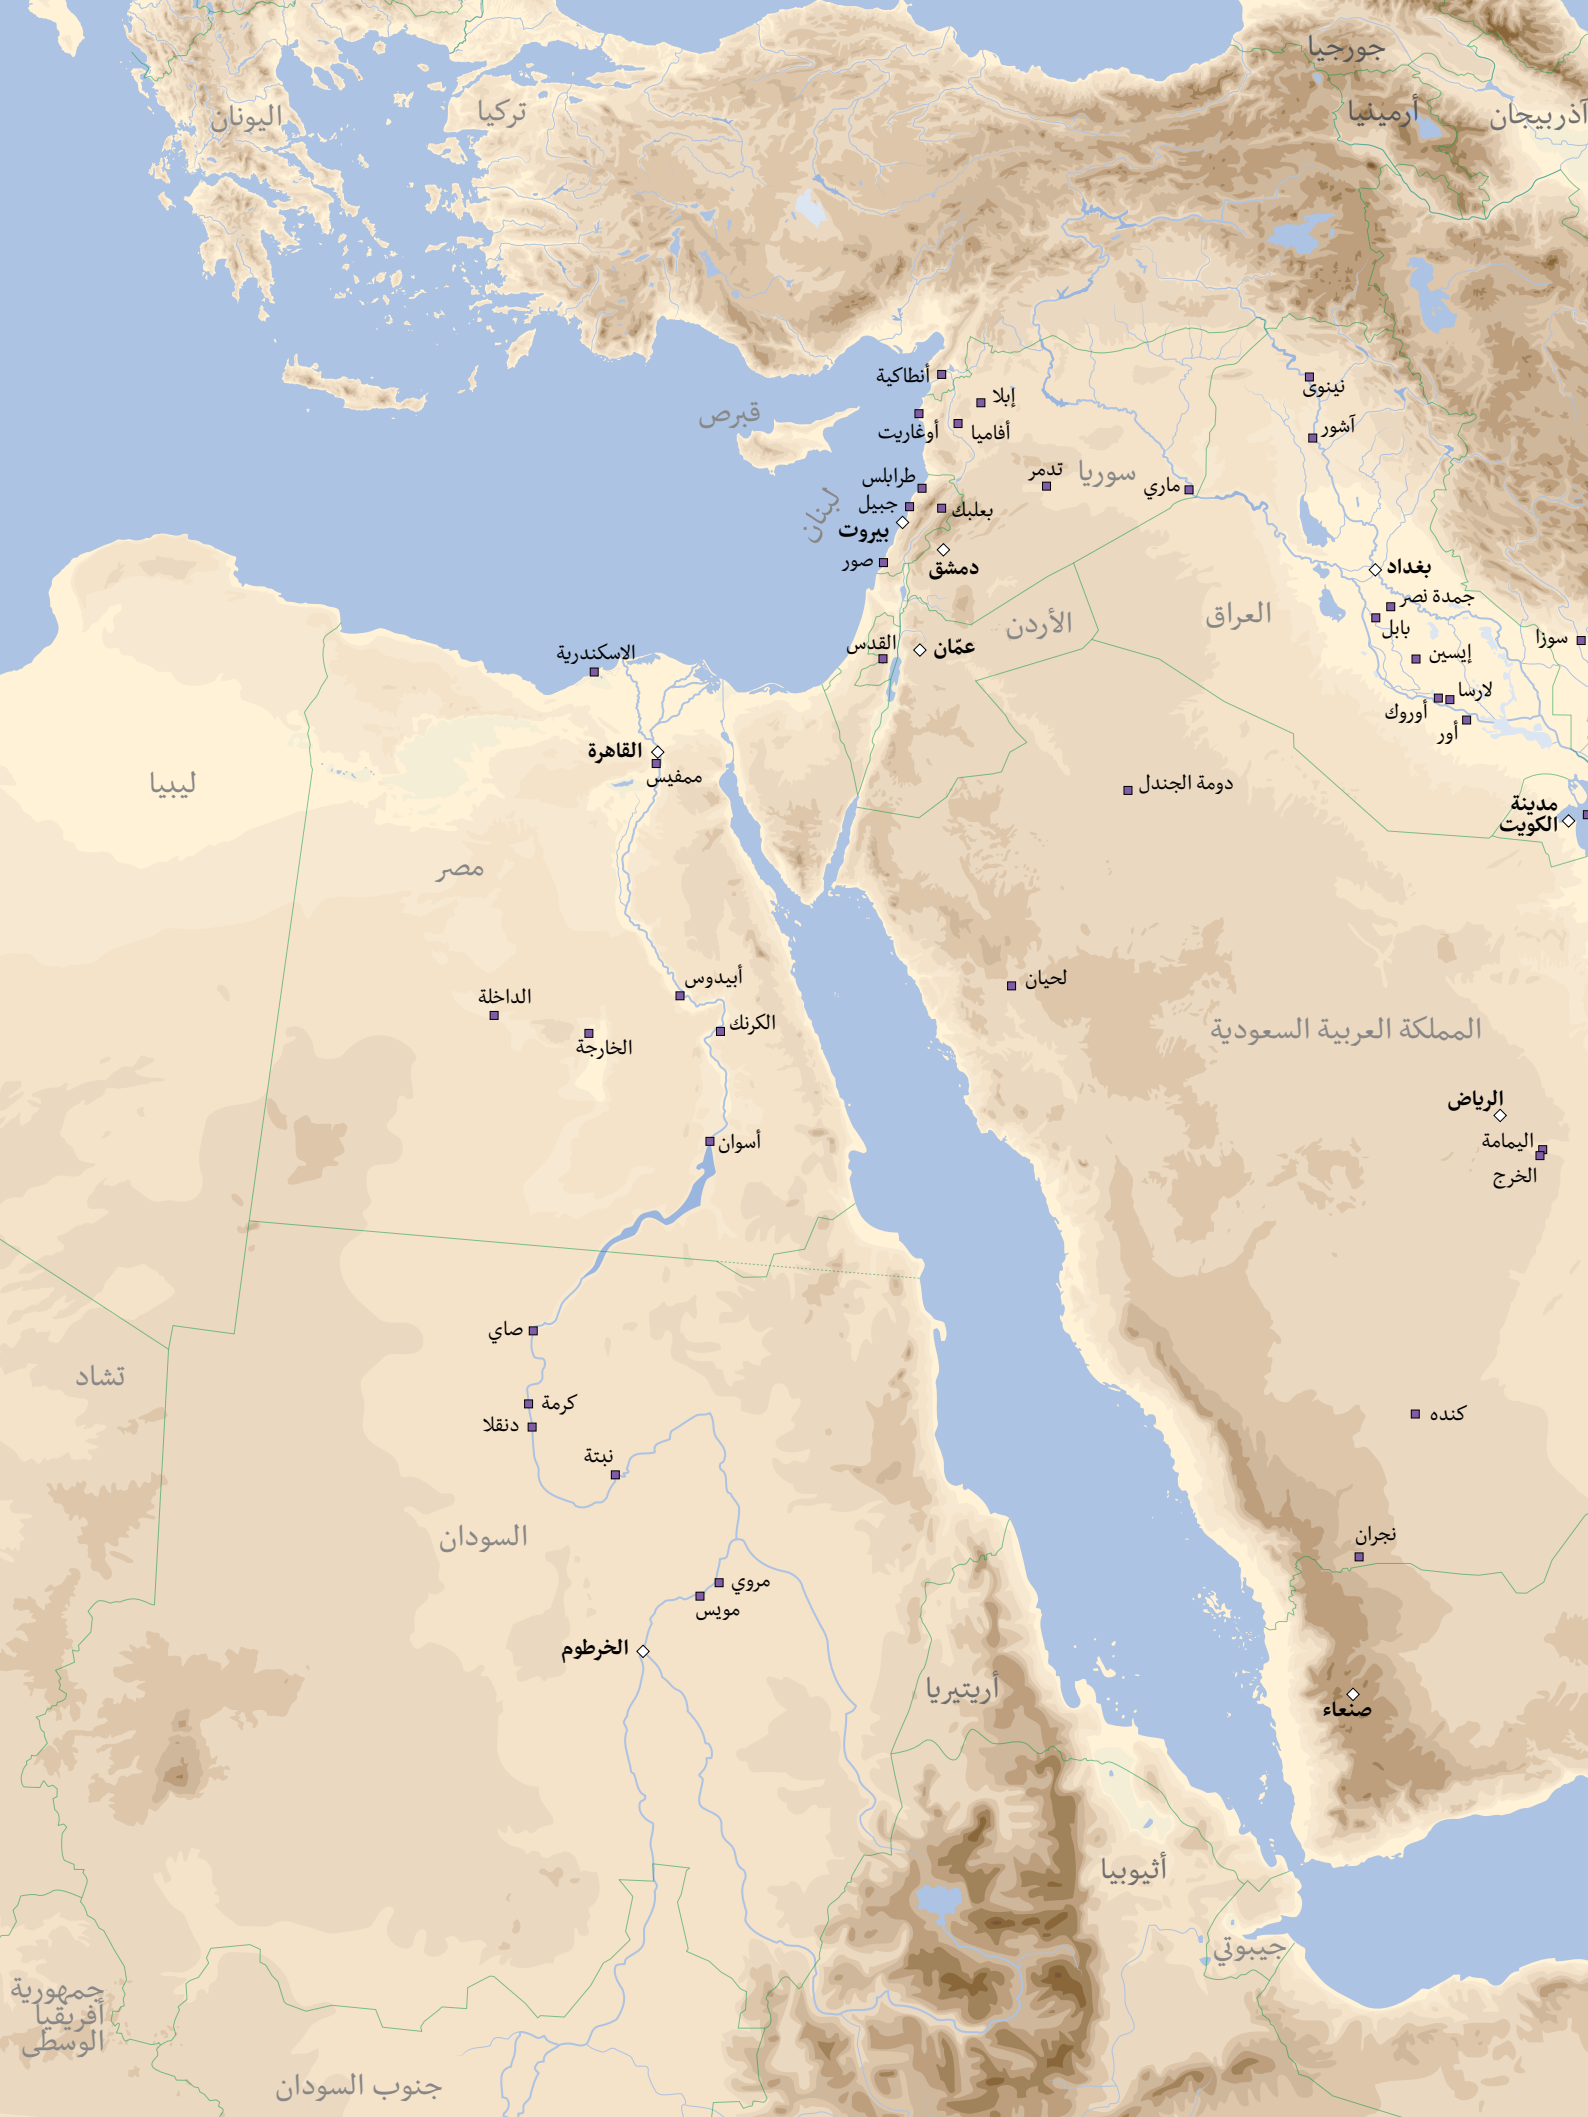 جورجيا
أرمينيا
آذربيجان
تركيا
اليونان
أنطاكية
إبلا
نينوى
قبرص
أوغاريت
أفاميا
آشور
طرابلس
تدمر
سوريا
ماري
جبيل
لبنان
بعلبك
بيروت
صور
دمشق
بغداد
جمدة نصر
بابل
العراق
الأردن
سوزا
القدس
عمّان
إيسين
الاسكندرية
لارسا
أوروك
أور
القاهرة
ممفيس
ليبيا
دومة الجندل
مدينة
الكويت
مصر
أبيدوس
لحيان
الداخلة
الكرنك
الخارجة
المملكة العربية السعودية
الرياض
أسوان
اليمامة
الخرج
صاي
تشاد
كرمة
دنقلا
كنده
نبتة
السودان
نجران
مروي
مويس
الخرطوم
أريتيريا
صنعاء
أثيوبيا
جيبوتي
جمهورية
أفريقيا
الوسطى
جنوب السودان